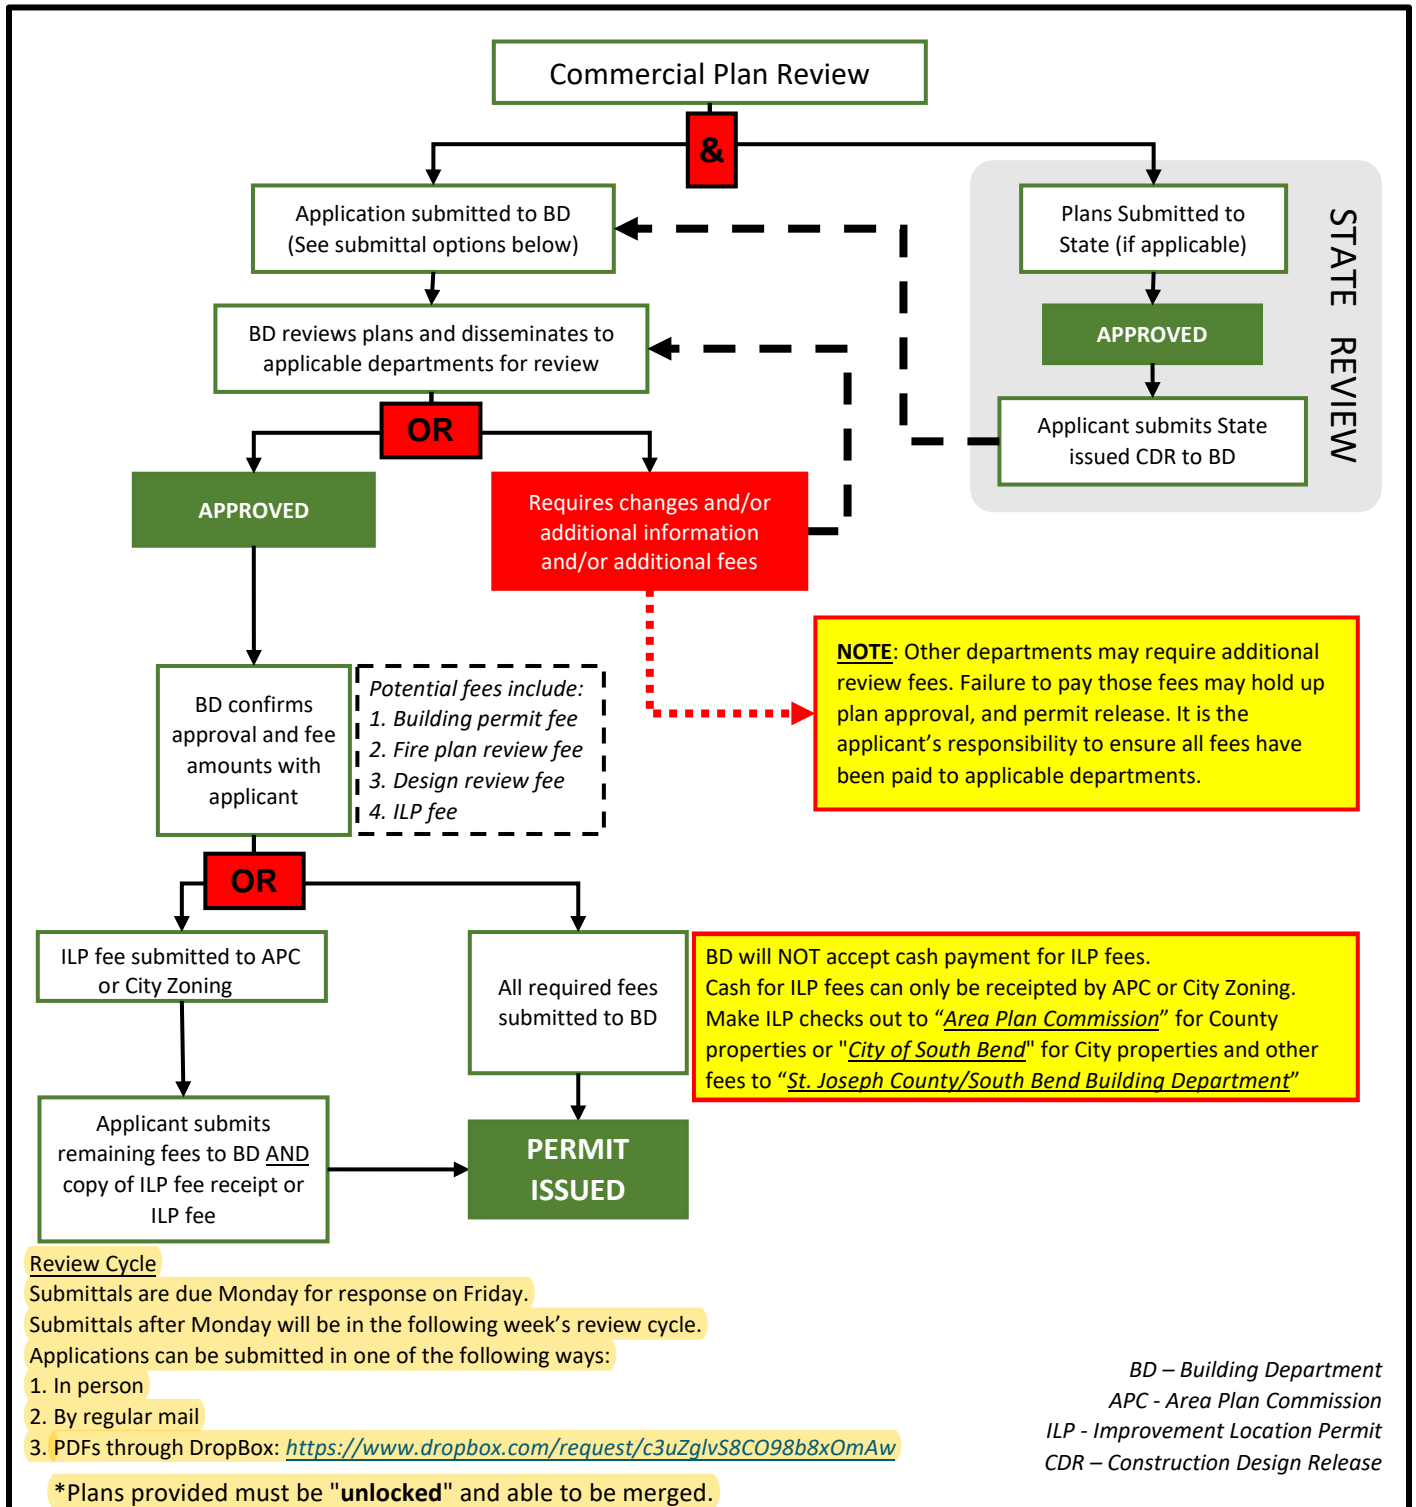 Commercial Plan Review
&
Application submitted to BD
(See submittal options below)
Plans Submitted to
State (if applicable)
STATE REVIEW
BD reviews plans and disseminates to
applicable departments for review
APPROVED
Applicant submits State
issued CDR to BD
OR
APPROVED
Requires changes and/or
additional information
and/or additional fees
NOTE: Other departments may require additional
review fees. Failure to pay those fees may hold up
plan approval, and permit release. It is the
applicant’s responsibility to ensure all fees have
been paid to applicable departments.
BD confirms
approval and fee
amounts with
applicant
Potential fees include:
1. Building permit fee
2. Fire plan review fee
3. Design review fee
4. ILP fee
OR
ILP fee submitted to APC
or City Zoning
All required fees
submitted to BD
BD will NOT accept cash payment for ILP fees.
Cash for ILP fees can only be receipted by APC or City Zoning.
Make ILP checks out to “Area Plan Commission” for County
properties or "City of South Bend" for City properties and other
fees to “St. Joseph County/South Bend Building Department”
Applicant submits
remaining fees to BD AND
copy of ILP fee receipt or
ILP fee
PERMIT
ISSUED
Review Cycle
Submittals are due Monday for response on Friday.
Submittals after Monday will be in the following week’s review cycle.
Applications can be submitted in one of the following ways:
1. In person
2. By regular mail
3. PDFs through DropBox: https://www.dropbox.com/request/c3uZglvS8CO98b8xOmAw
*Plans provided must be "unlocked" and able to be merged.
BD – Building Department
APC - Area Plan Commission
ILP - Improvement Location Permit
CDR – Construction Design Release